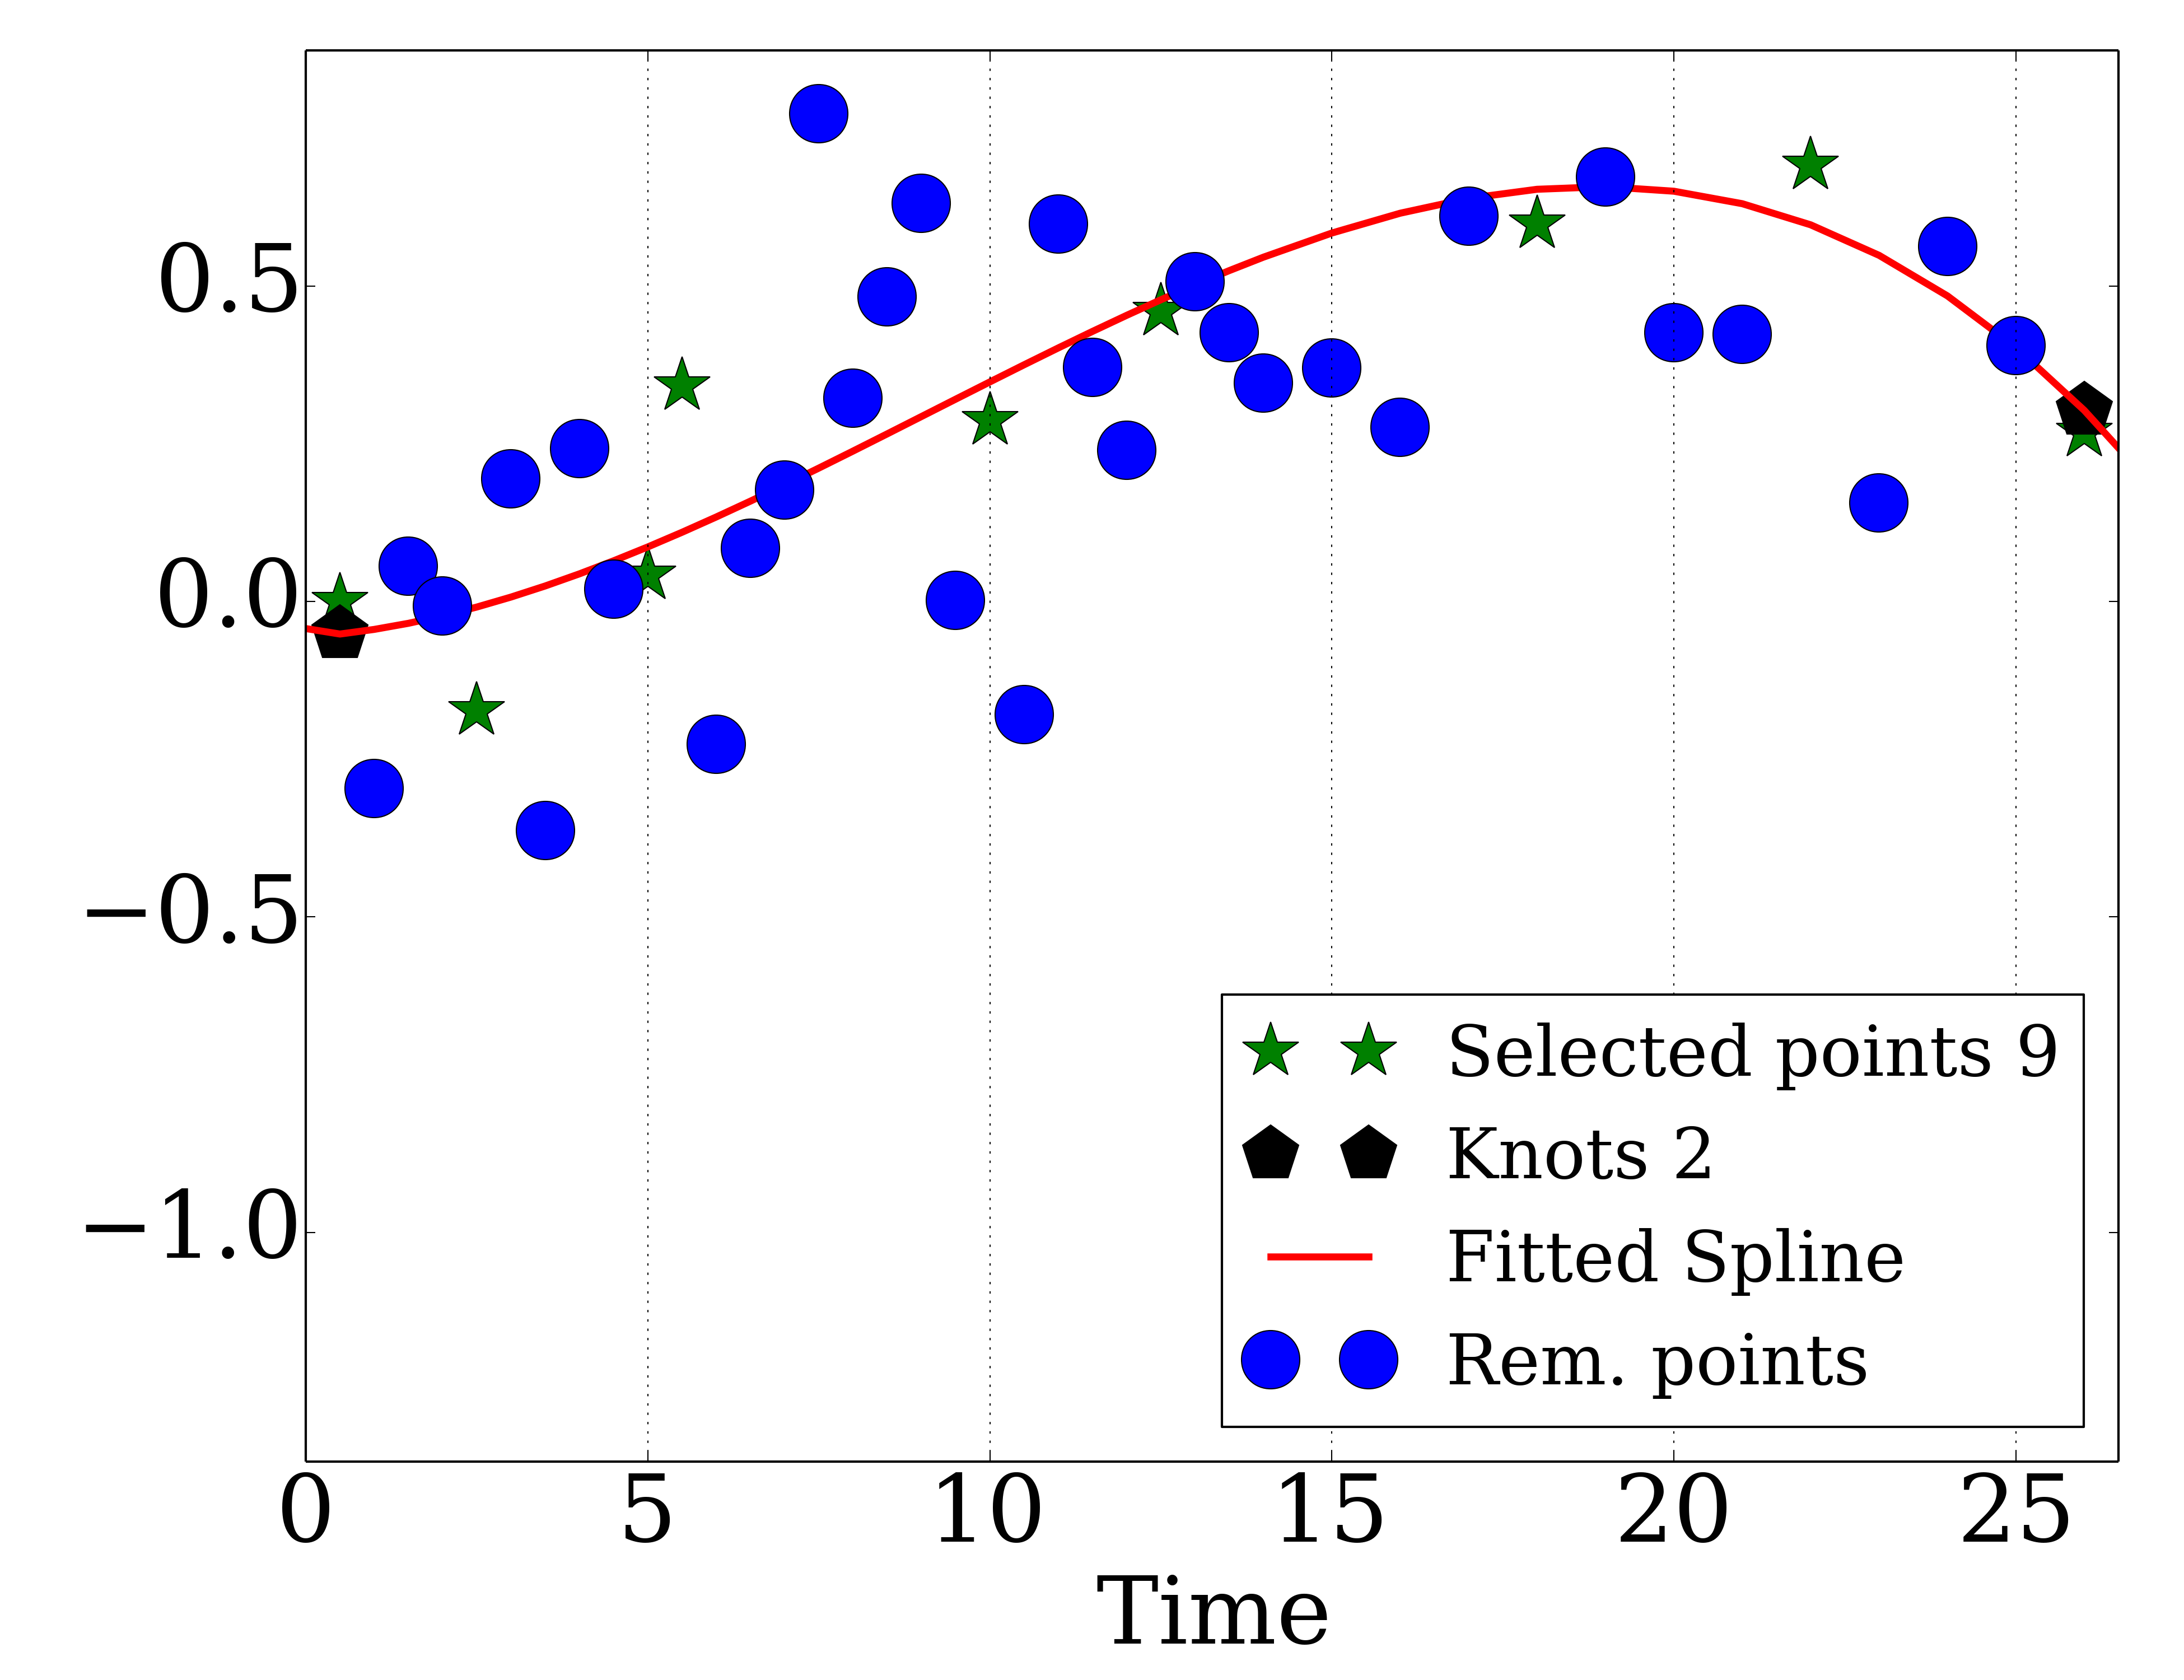 0.5
0.0
−0.5
−1.0
Selected points 9
Knots 2
Fitted Spline
Rem. points
0 5 10 15 20 25
Time